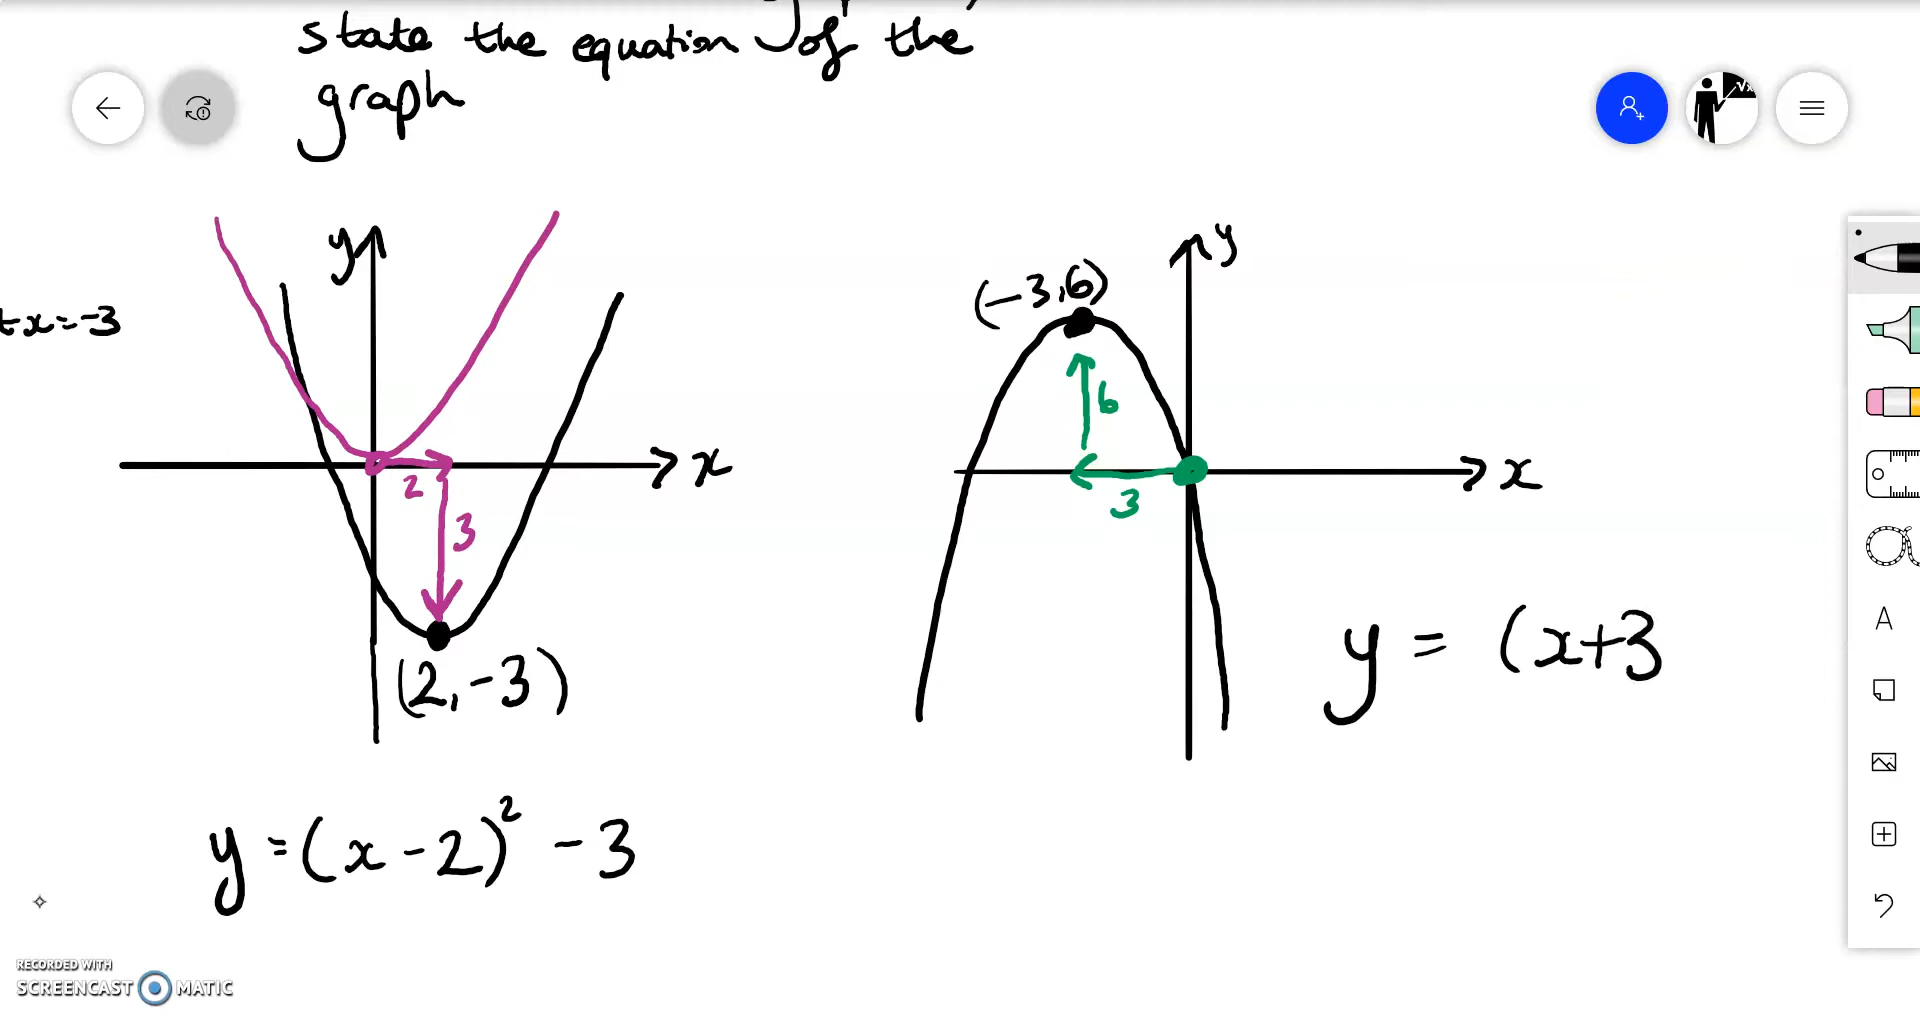 state the equation of the
graph
y
y
(-3,6)
x=-3
6
x
x
2
3
3
(2,-3)
y = (x+3
y = (x-2)² - 3
A
RECORDED WITH
SCREENCAST MATIC